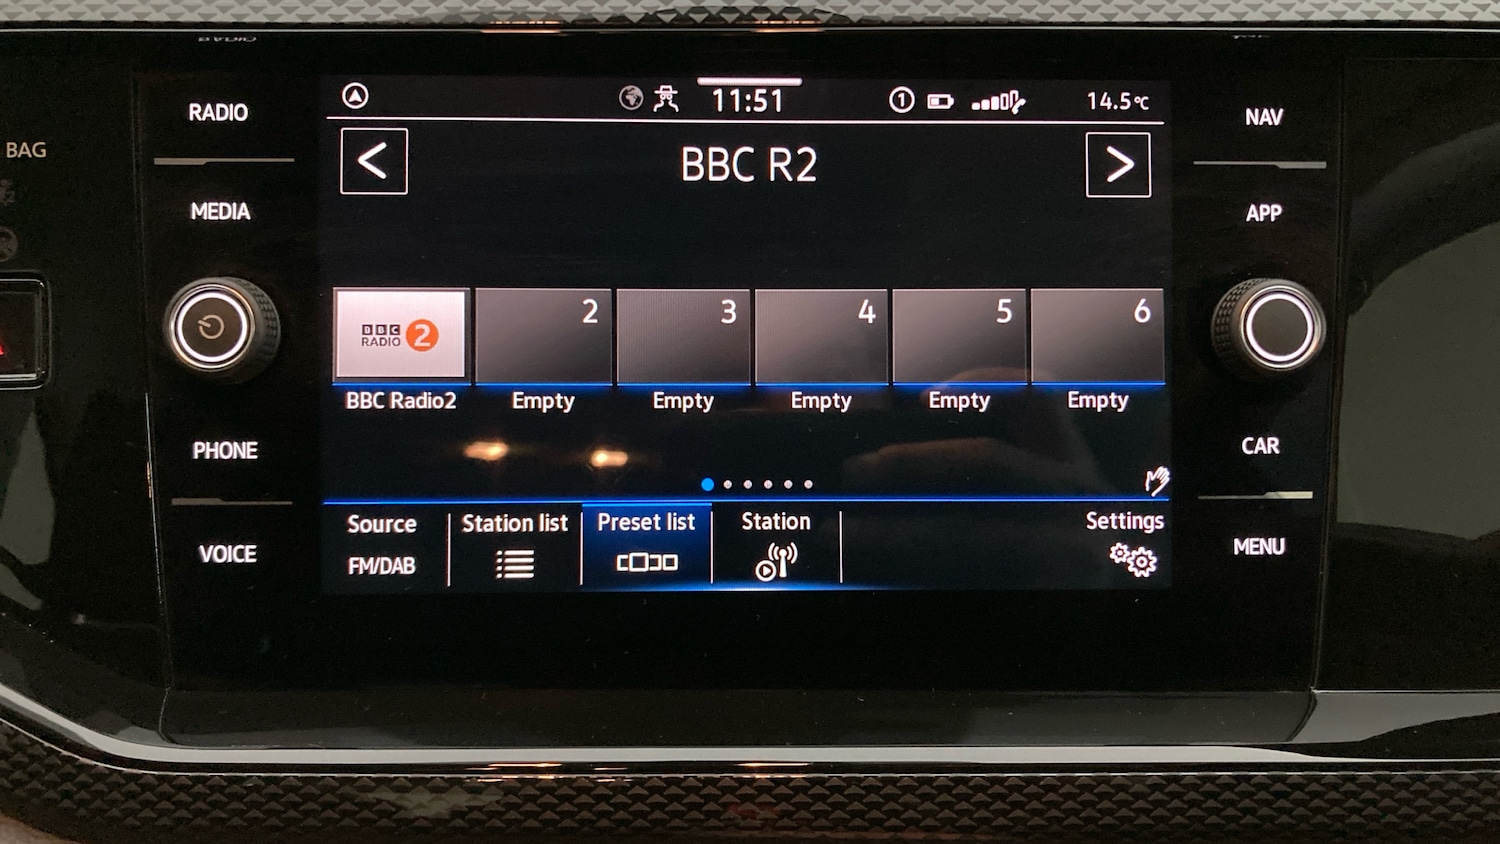 RADIO
MEDIA
PHONE
VOICE
BAG
11:51
1
14.5°C
<
BBC R2
>
BBC
RADIO 2
2
3
4
5
6
BBC Radio2
Empty
Empty
Empty
Empty
Empty
Source
FM/DAB
Station list
Preset list
Station
Settings
NAV
APP
CAR
MENU